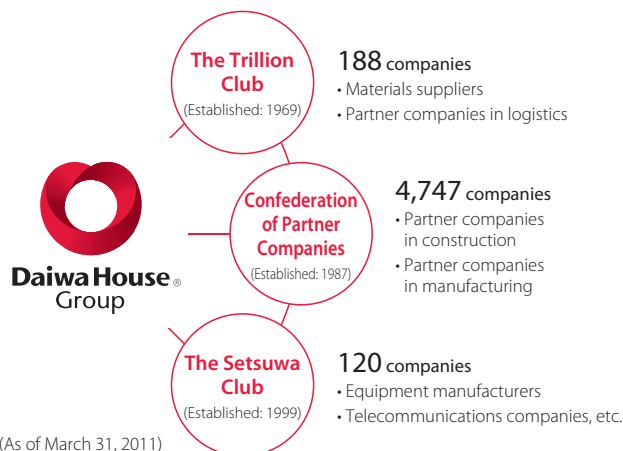 The Trillion
Club
(Established: 1969)
188 companies
• Materials suppliers
• Partner companies in logistics
Confederation
of Partner
Companies
(Established: 1987)
4,747 companies
• Partner companies
in construction
• Partner companies
in manufacturing
Daiwa House®
Group
The Setsuwa
Club
(Established: 1999)
120 companies
• Equipment manufacturers
• Telecommunications companies, etc.
(As of March 31, 2011)